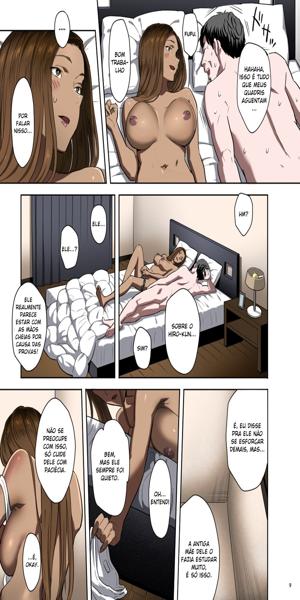 FUFU.
HAHAHA,
ISSO É TUDO
QUE MEUS
QUADRIS
AGUENTAM
...
BOM
TRABA-
LHO
...
POR
FALAR
NISSO...
HM?
ELE...
ELE...?
SOBRE O
HIRO-KUN...
SIM?
ELE
REALMENTE
PARECE
ESTAR COM
AS MÃOS
CHEIAS POR
CAUSA DAS
PROVAS!
É, EU DISSE
PRA ELE NÃO
SE ESFORÇAR
DEMAIS, MAS...
A ANTIGA
MÃE DELE O
FAZIA ESTUDAR
MUITO,
É SÓ ISSO.
OH...
ENTENDI
BEM,
MAS ELE
SEMPRE FOI
QUIETO.
NÃO SE
PREOCUPE
COM ISSO,
SÓ CUIDE
DELE COM
PACIÊCIA.
...É,
OKAY.
9